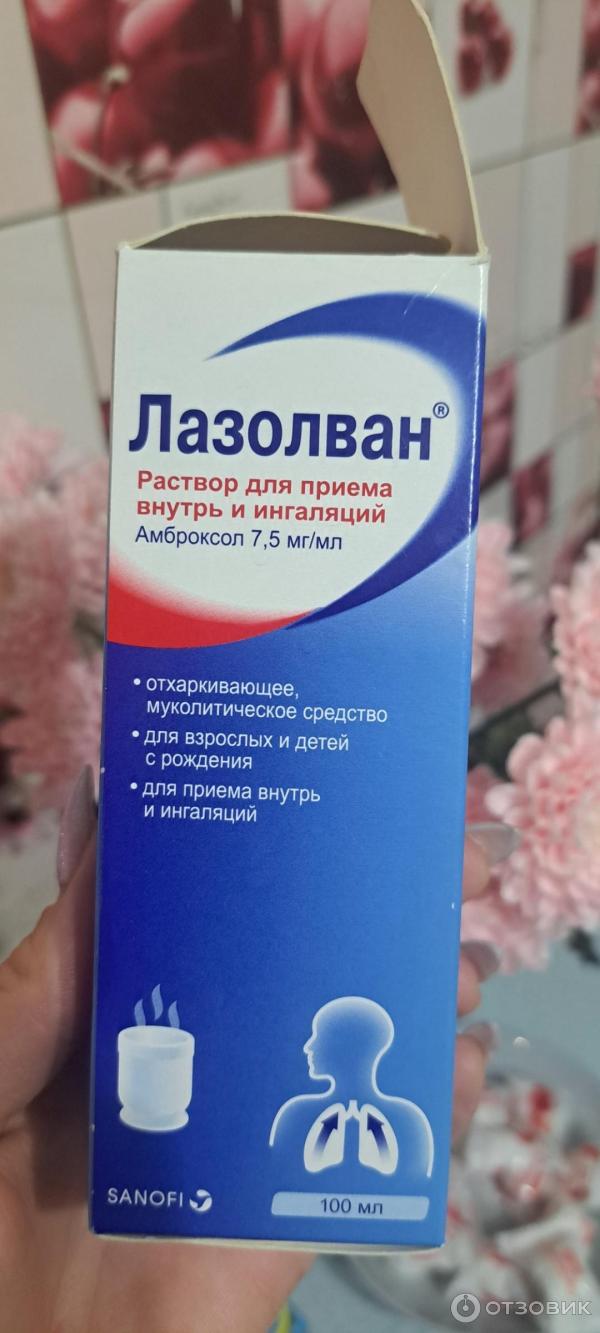 Лазолван®
Раствор для приема
внутрь и ингаляций
Амброксол 7,5 мг/мл
• отхаркивающее,
муколитическое средство
• для взрослых и детей
с рождения
• для приема внутрь
и ингаляций
SANOFI
100 мл
ОТЗОВИК